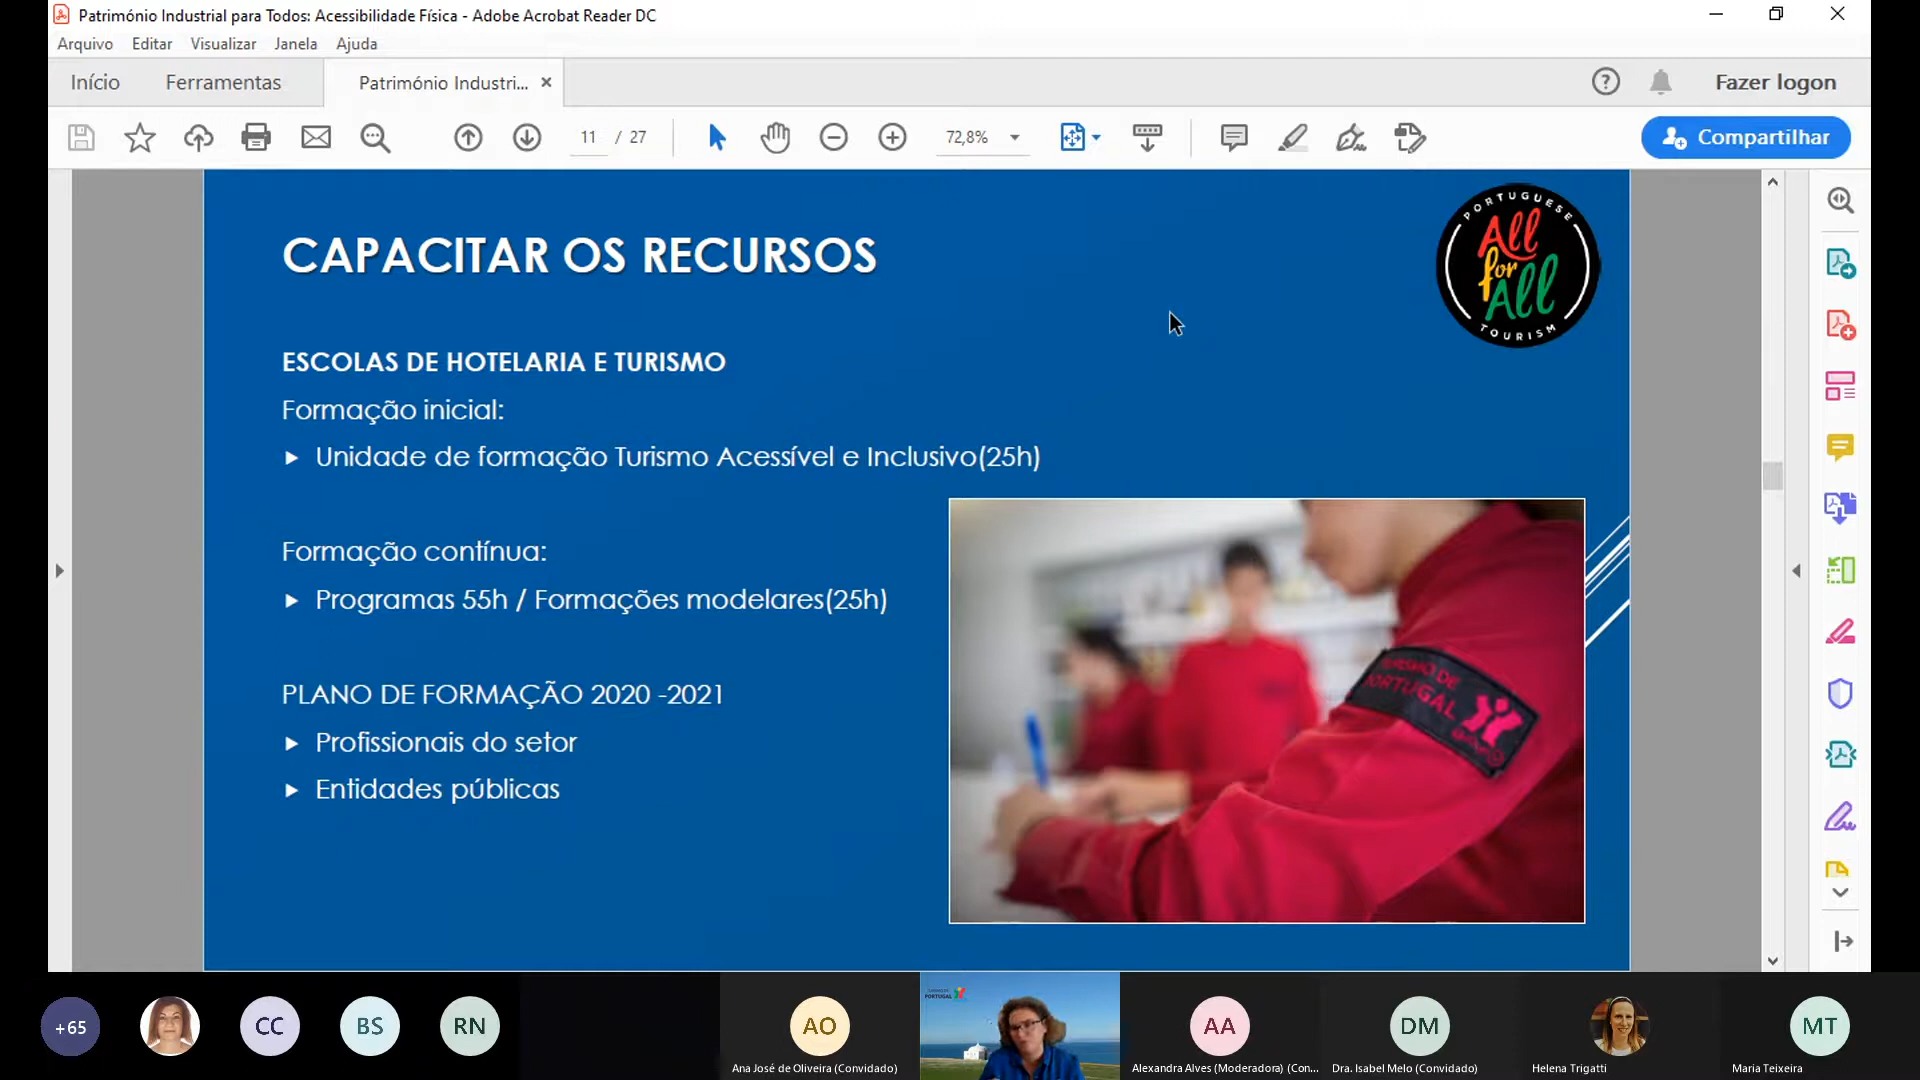 Património Industrial para Todos: Acessibilidade Física - Adobe Acrobat Reader DC
Arquivo Editar Visualizar Janela Ajuda
Início Ferramentas Património Industri... Fazer logon
11 / 27 72,8% Compartilhar
PORTUGUESE
All
for
All
TOURISM
CAPACITAR OS RECURSOS
ESCOLAS DE HOTELARIA E TURISMO
Formação inicial:
Unidade de formação Turismo Acessível e Inclusivo(25h)
Formação contínua:
Programas 55h / Formações modelares(25h)
PLANO DE FORMAÇÃO 2020 -2021
Profissionais do setor
Entidades públicas
TURISMO DE
PORTUGAL
+65 CC BS RN AO AA DM MT
PORTUGAL
Ana José de Oliveira (Convidado) Alexandra Alves (Moderadora) (Con... Dra. Isabel Melo (Convidado) Helena Trigatti Maria Teixeira